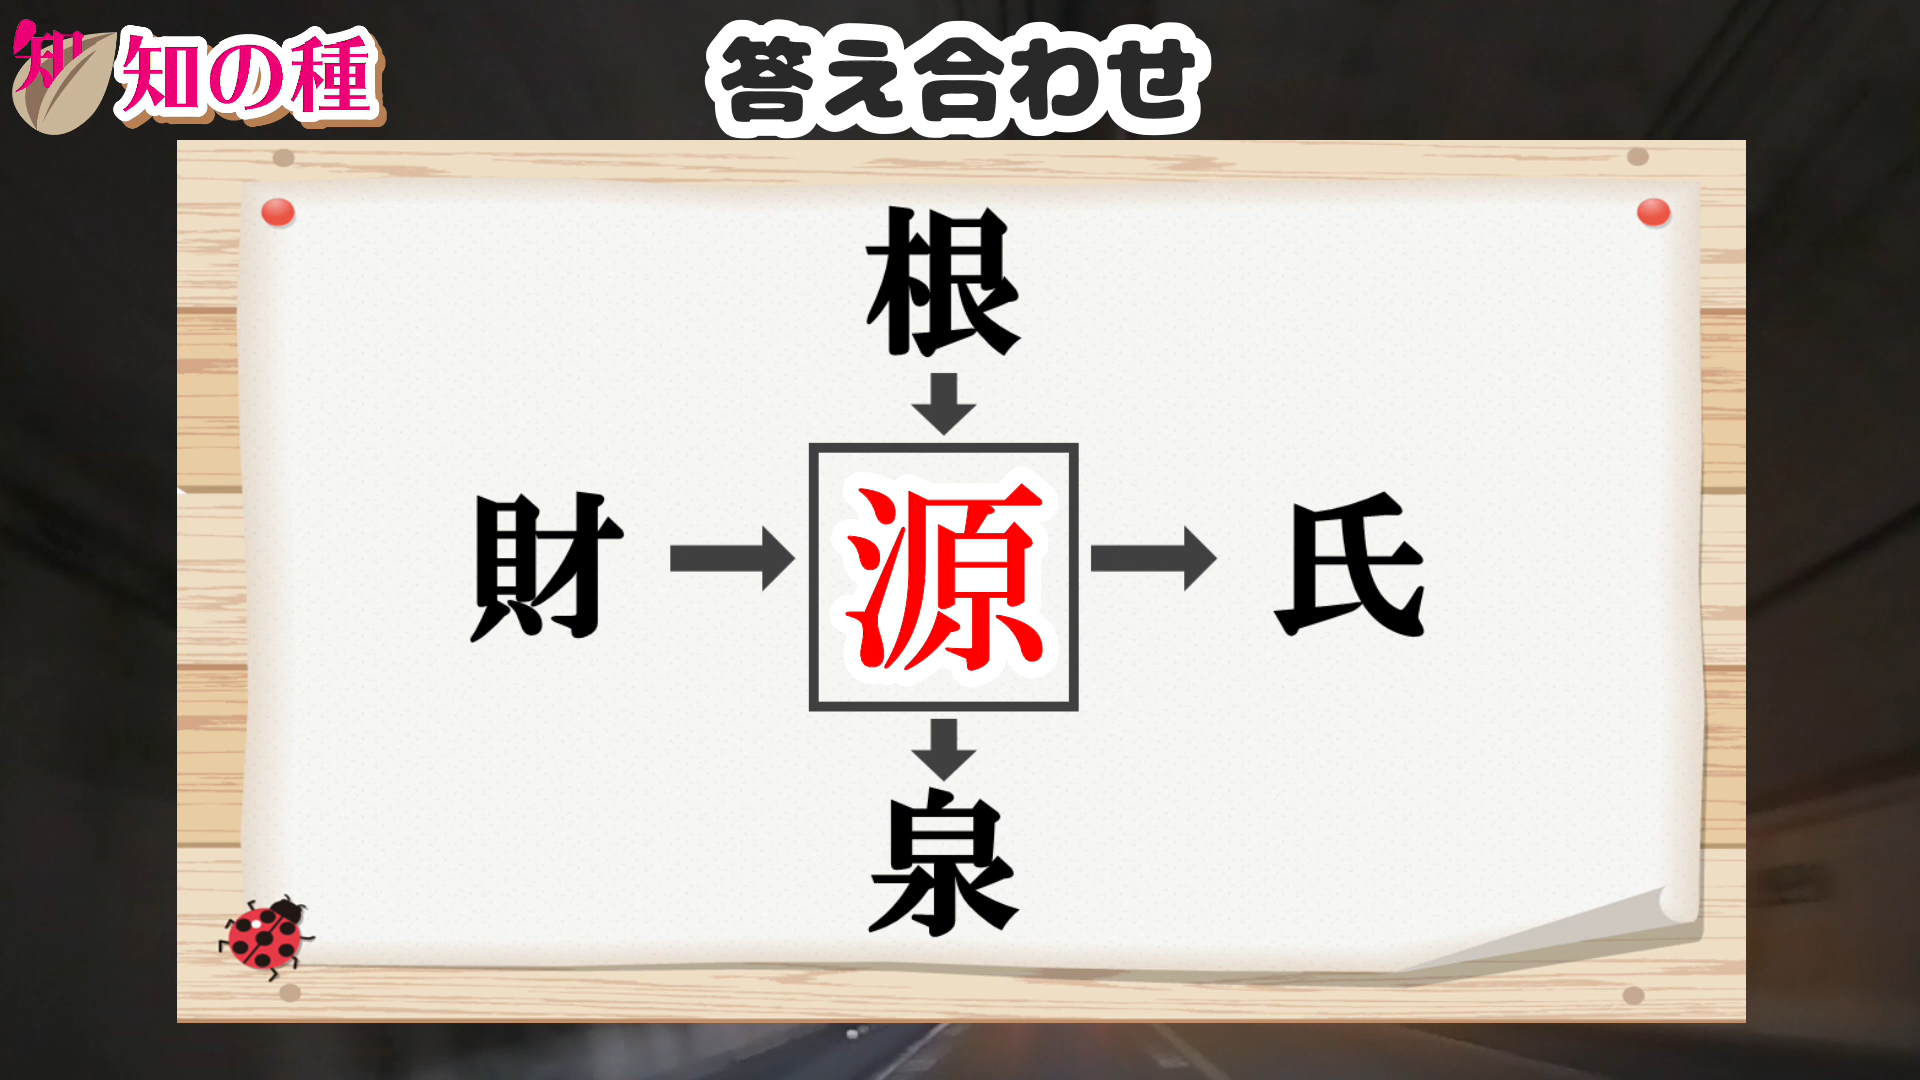 知の種
答え合わせ
根
財 → 源 → 氏
泉